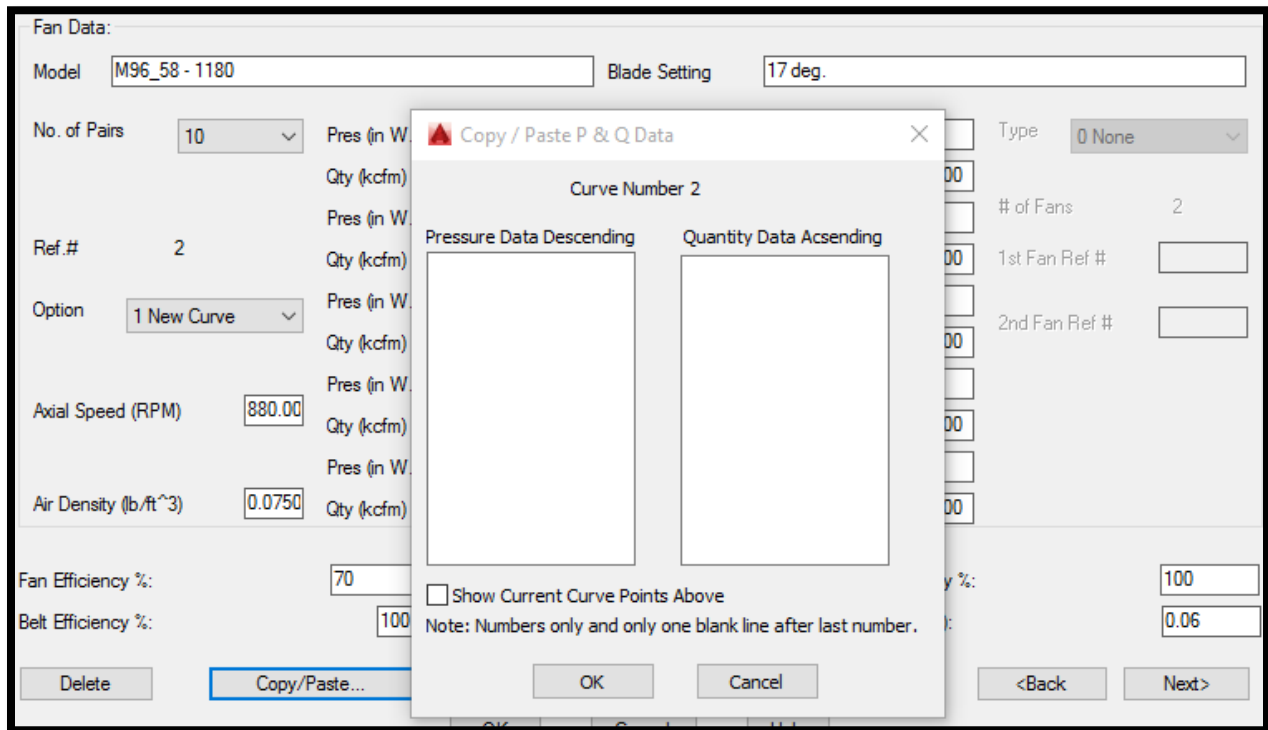 Fan Data:
Model M96_58 - 1180 Blade Setting 17 deg.
No. of Pairs 10 Pres (in W. Type 0 None
Copy / Paste P & Q Data
Qty (kcfm) 00
Curve Number 2
Pres (in W. # of Fans 2
Pressure Data Descending Quantity Data Acsending
Ref.# 2 Qty (kcfm) 00 1st Fan Ref #
Option 1 New Curve Pres (in W.
2nd Fan Ref #
Qty (kcfm) 00
Pres (in W.
Axial Speed (RPM) 880.00 Qty (kcfm) 00
Pres (in W.
Air Density (lb/ft^3) 0.0750 Qty (kcfm) 00
Fan Efficiency %: 70 y %: 100
Show Current Curve Points Above
Belt Efficiency %: 100 ): 0.06
Note: Numbers only and only one blank line after last number.
Delete Copy/Paste... OK Cancel <Back Next>